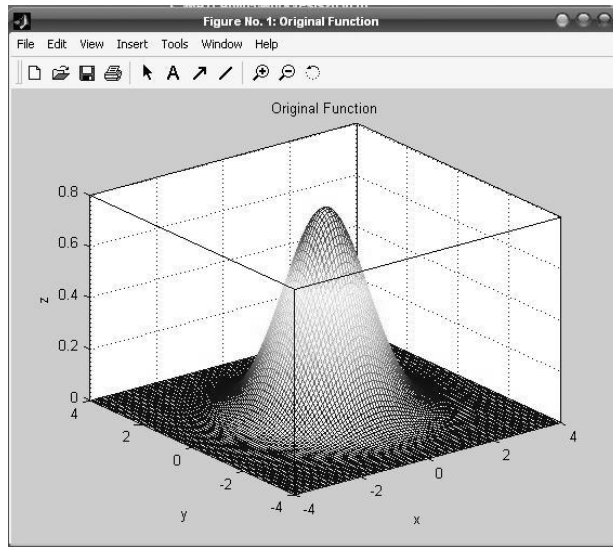 Figure No. 1: Original Function
File Edit View Insert Tools Window Help
A
Original Function
0.8
0.6
0.4
0.2
0
z
4
2
0
-2
-4
y
-4
-2
0
2
4
x